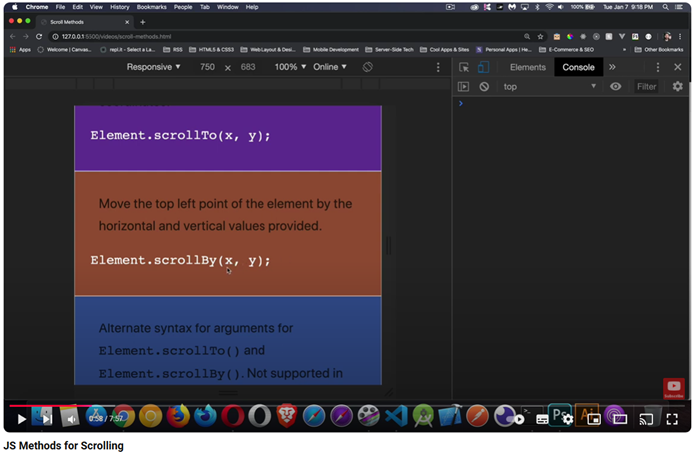 Chrome File Edit View History Bookmarks People Tab Window Help
100% Tue Jan 7 9:18 PM
Scroll Methods
127.0.0.1:5500/videos/scroll-methods.html
Apps Welcome | Canvas... repl.it - Select a La... RSS HTML5 & CSS3 Web Layout & Desi... Mobile Development Server-Side Tech Cool Apps & Sites Personal Apps | He... E-Commerce & SEO » Other Bookmarks
Responsive ▼ 750 × 683 100% ▼ Online ▼
Elements Console »
top Filter
Element.scrollTo(x, y);
Move the top left point of the element by the
horizontal and vertical values provided.
Element.scrollBy(x, y);
Alternate syntax for arguments for
Element.scrollTo() and
Element.scrollBy(). Not supported in
Subscribe
0:58 / 7:57
Ps Ai
JS Methods for Scrolling